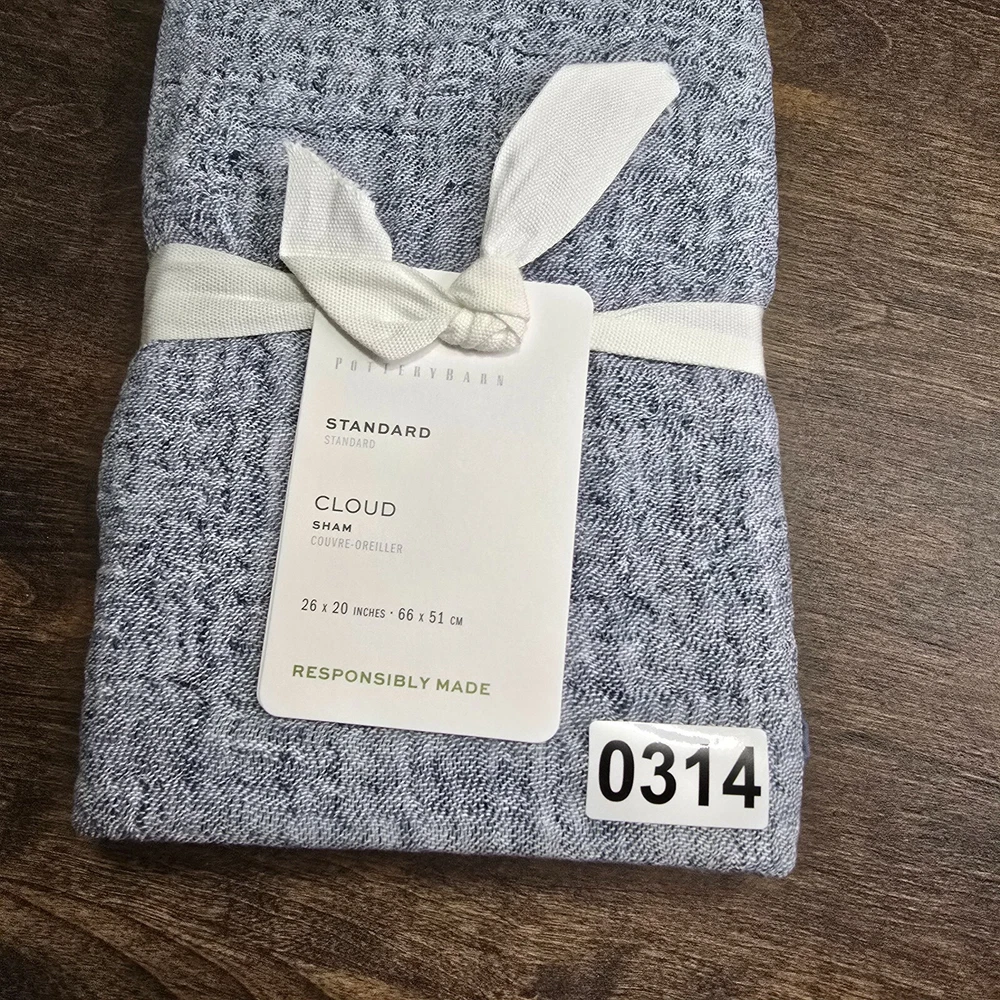 POTTERYBARN
STANDARD
STANDARD
CLOUD
SHAM
COUVRE-OREILLER
26 x 20 INCHES · 66 x 51 CM
RESPONSIBLY MADE
0314